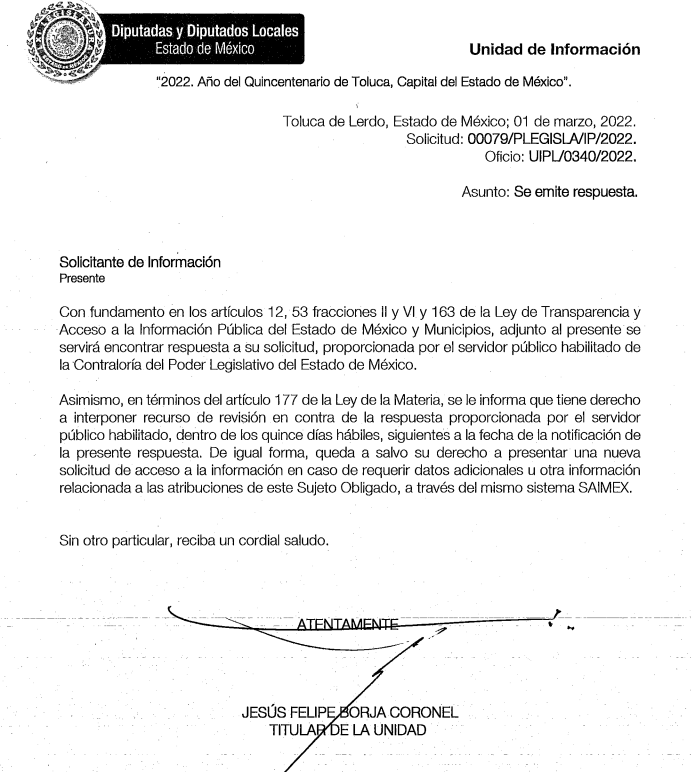 Diputadas y Diputados Locales
Estado de México
Unidad de Información
"2022. Año del Quincentenario de Toluca, Capital del Estado de México".
Toluca de Lerdo, Estado de México; 01 de marzo, 2022.
Solicitud: 00079/PLEGISLA/IP/2022.
Oficio: UIPL/0340/2022.
Asunto: Se emite respuesta.
Solicitante de Información
Presente
Con fundamento en los artículos 12, 53 fracciones II y VI y 163 de la Ley de Transparencia y
Acceso a la Información Pública del Estado de México y Municipios, adjunto al presente se
servirá encontrar respuesta a su solicitud, proporcionada por el servidor público habilitado de
la Contraloría del Poder Legislativo del Estado de México.
Asimismo, en términos del artículo 177 de la Ley de la Materia, se le informa que tiene derecho
a interponer recurso de revisión en contra de la respuesta proporcionada por el servidor
público habilitado, dentro de los quince días hábiles, siguientes a la fecha de la notificación de
la presente respuesta. De igual forma, queda a salvo su derecho a presentar una nueva
solicitud de acceso a la información en caso de requerir datos adicionales u otra información
relacionada a las atribuciones de este Sujeto Obligado, a través del mismo sistema SAIMEX.
Sin otro particular, reciba un cordial saludo.
ATENTAMENTE
JESÚS FELIPE BORJA CORONEL
TITULAR DE LA UNIDAD